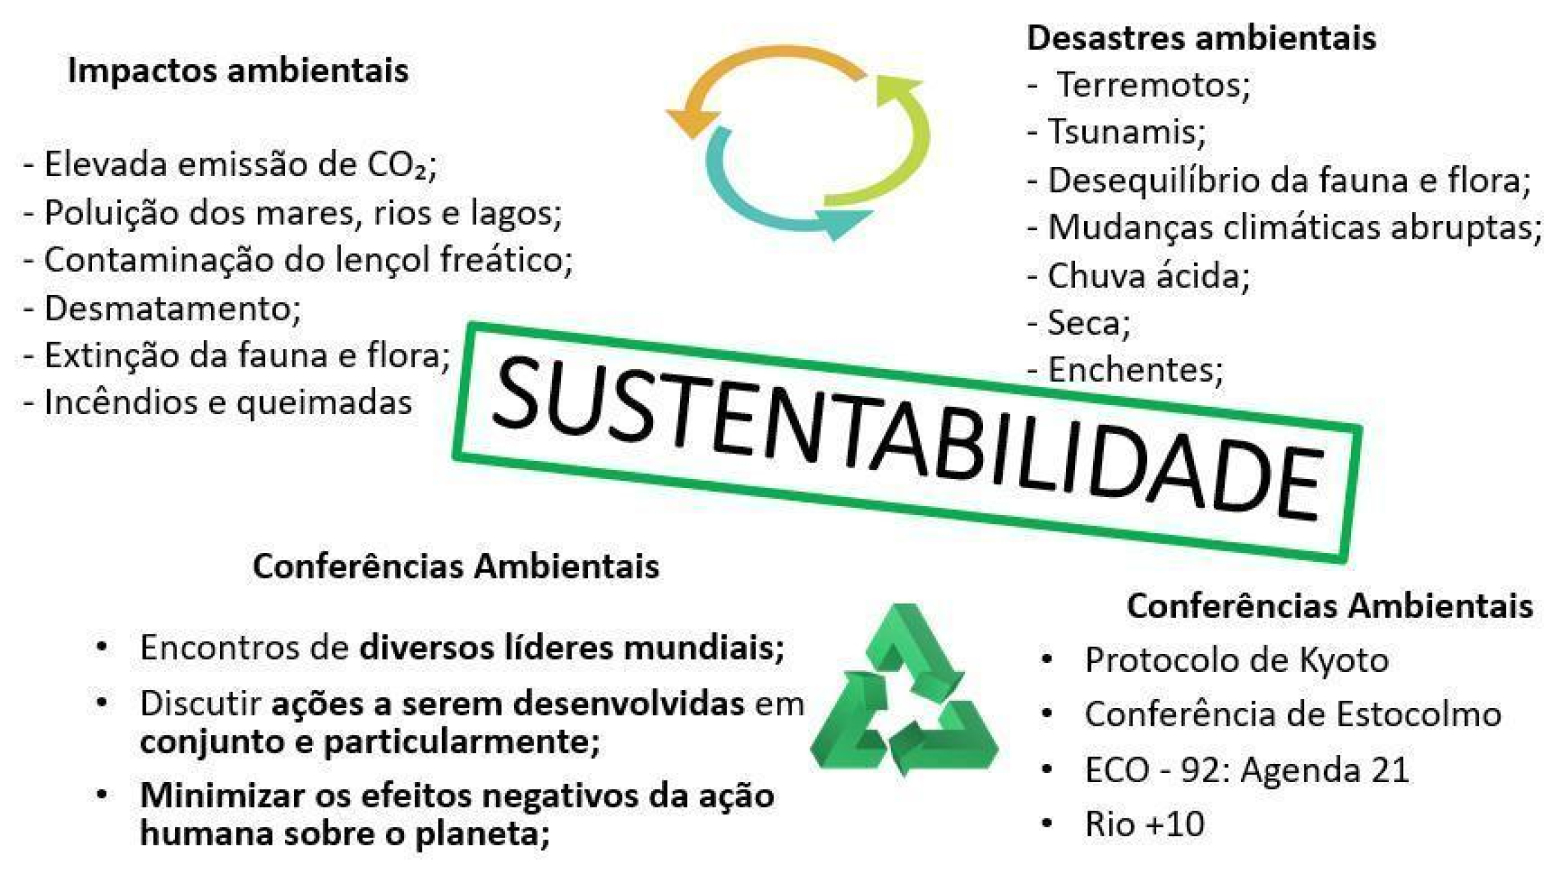 Impactos ambientais
- Elevada emissão de CO₂;
- Poluição dos mares, rios e lagos;
- Contaminação do lençol freático;
- Desmatamento;
- Extinção da fauna e flora;
- Incêndios e queimadas
Desastres ambientais
- Terremotos;
- Tsunamis;
- Desequilíbrio da fauna e flora;
- Mudanças climáticas abruptas;
- Chuva ácida;
- Seca;
- Enchentes;
SUSTENTABILIDADE
Conferências Ambientais
• Encontros de diversos líderes mundiais;
• Discutir ações a serem desenvolvidas em
conjunto e particularmente;
• Minimizar os efeitos negativos da ação
humana sobre o planeta;
Conferências Ambientais
• Protocolo de Kyoto
• Conferência de Estocolmo
• ECO - 92: Agenda 21
• Rio +10